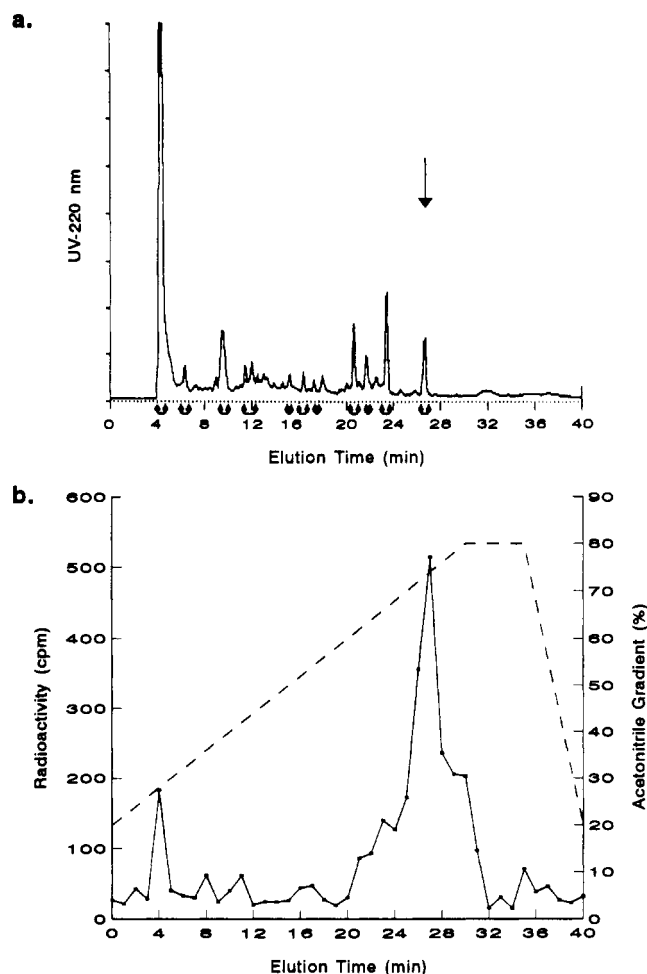 a.
UV-220 nm
0 4 8 12 16 20 24 28 32 36 40
Elution Time (min)
b.
600 90
500 80
400 70
300 60
200 50
100 40
0 30
20
10
0
Radioactivity (cpm)
Acetonitrile Gradient (%)
0 4 8 12 16 20 24 28 32 36 40
Elution Time (min)